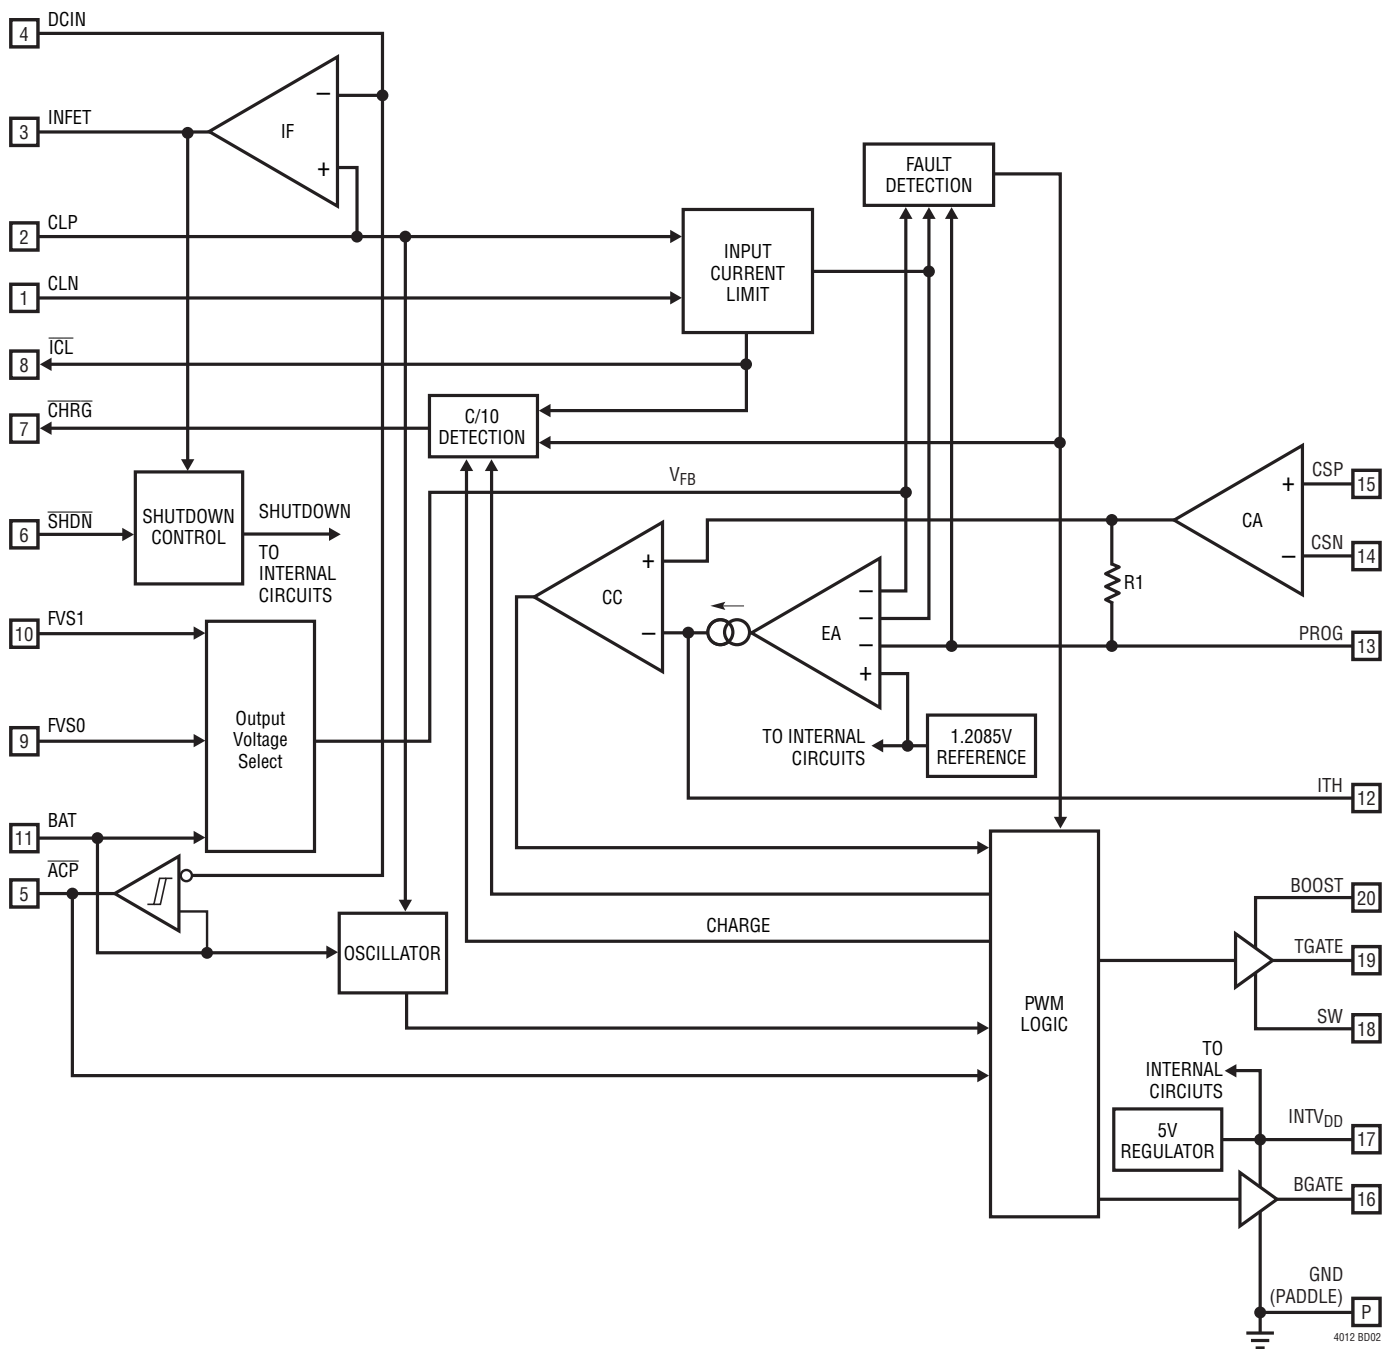 4
DCIN
3
INFET
IF
−
+
FAULT
DETECTION
2
CLP
INPUT
CURRENT
LIMIT
1
CLN
8
ICL
7
CHRG
C/10
DETECTION
VFB
CSP
15
+
CA
CSN
14
−
6
SHDN
SHUTDOWN
CONTROL
SHUTDOWN
TO
INTERNAL
CIRCUITS
CC
+
−
R1
EA
−
−
−
+
PROG
13
10
FVS1
9
FVS0
Output
Voltage
Select
TO INTERNAL
CIRCUITS
1.2085V
REFERENCE
ITH
12
11
BAT
5
ACP
OSCILLATOR
CHARGE
PWM
LOGIC
BOOST
20
TGATE
19
SW
18
TO
INTERNAL
CIRCIUTS
5V
REGULATOR
INTVDD
17
BGATE
16
GND
(PADDLE)
P
4012 BD02